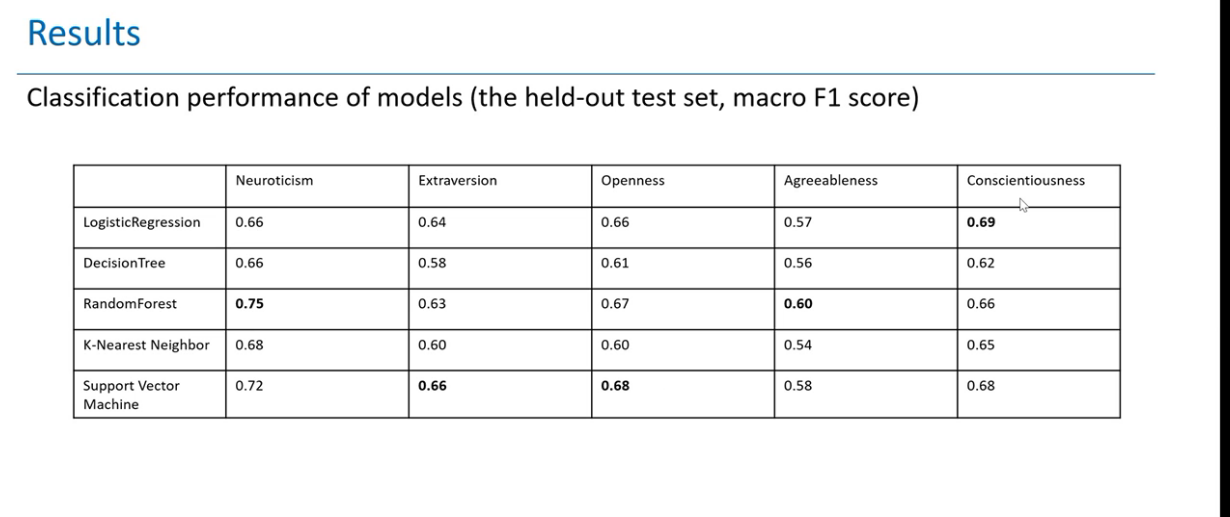 Results
Classification performance of models (the held-out test set, macro F1 score)
Neuroticism Extraversion Openness Agreeableness Conscientiousness
LogisticRegression 0.66 0.64 0.66 0.57 0.69
DecisionTree 0.66 0.58 0.61 0.56 0.62
RandomForest 0.75 0.63 0.67 0.60 0.66
K-Nearest Neighbor 0.68 0.60 0.60 0.54 0.65
Support Vector 0.72 0.66 0.68 0.58 0.68
Machine